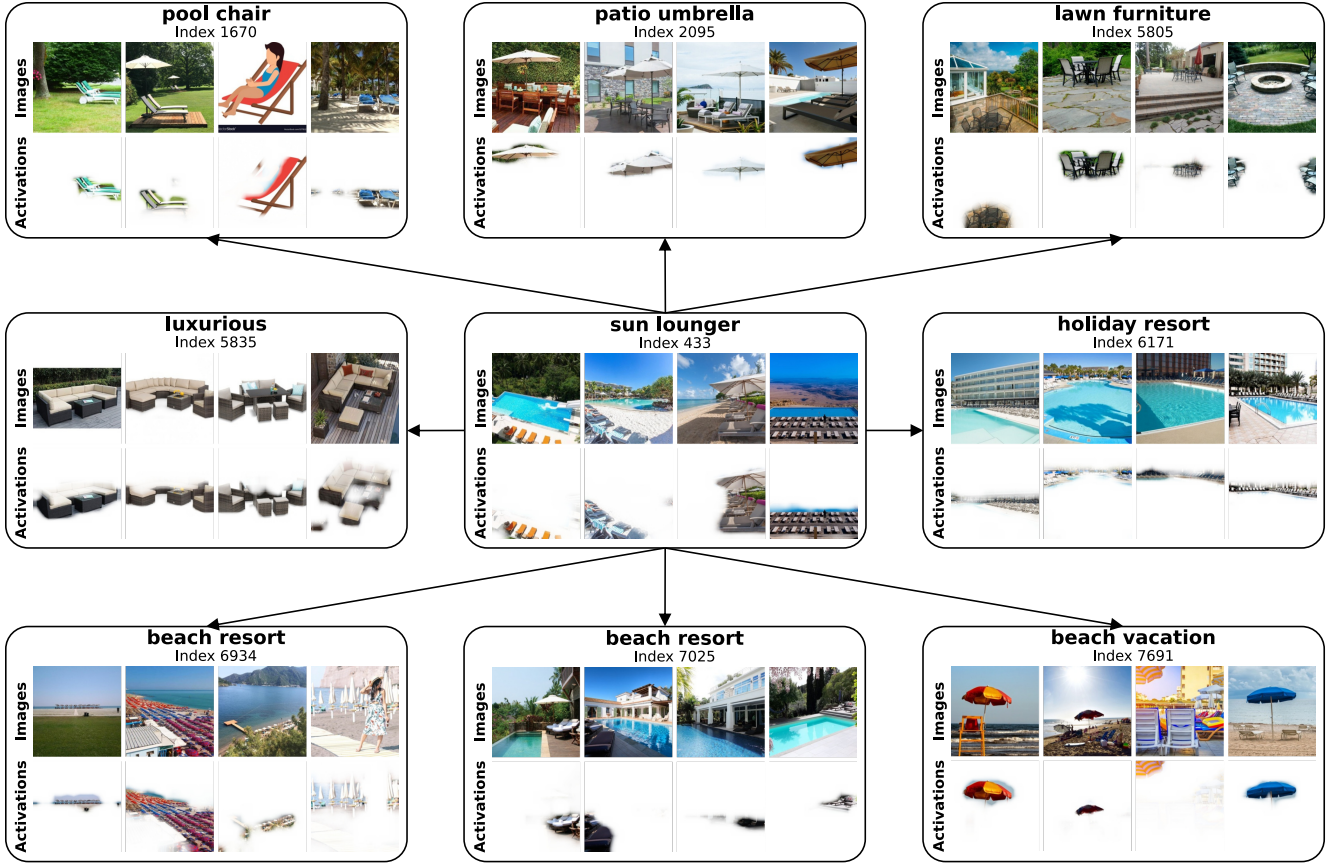 pool chair
Index 1670
Images
Activations
patio umbrella
Index 2095
Images
Activations
lawn furniture
Index 5805
Images
Activations
luxurious
Index 5835
Images
Activations
sun lounger
Index 433
Images
Activations
holiday resort
Index 6171
Images
Activations
beach resort
Index 6934
Images
Activations
beach resort
Index 7025
Images
Activations
beach vacation
Index 7691
Images
Activations